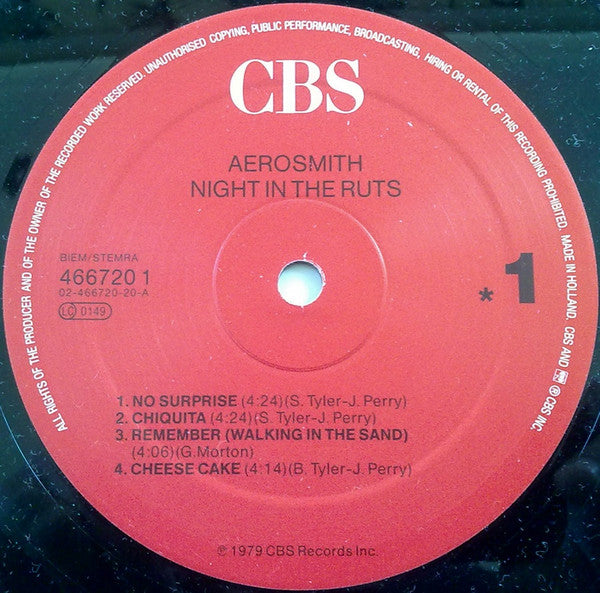 ALL RIGHTS OF THE PRODUCER AND OF THE OWNER OF THE RECORDED WORK RESERVED. UNAUTHORISED COPYING, PUBLIC PERFORMANCE, BROADCASTING, HIRING OR RENTAL OF THIS RECORDING PROHIBITED. MADE IN HOLLAND. CBS AND ℗ CBS INC.
CBS
AEROSMITH
NIGHT IN THE RUTS
BIEM/STEMRA
466720 1
02-466720-20-A
LC 0149
* 1
1. NO SURPRISE (4:24)(S. Tyler-J. Perry)
2. CHIQUITA (4:24)(S. Tyler-J. Perry)
3. REMEMBER (WALKING IN THE SAND)
(4:06)(G.Morton)
4. CHEESE CAKE (4:14)(B. Tyler-J. Perry)
℗ 1979 CBS Records Inc.